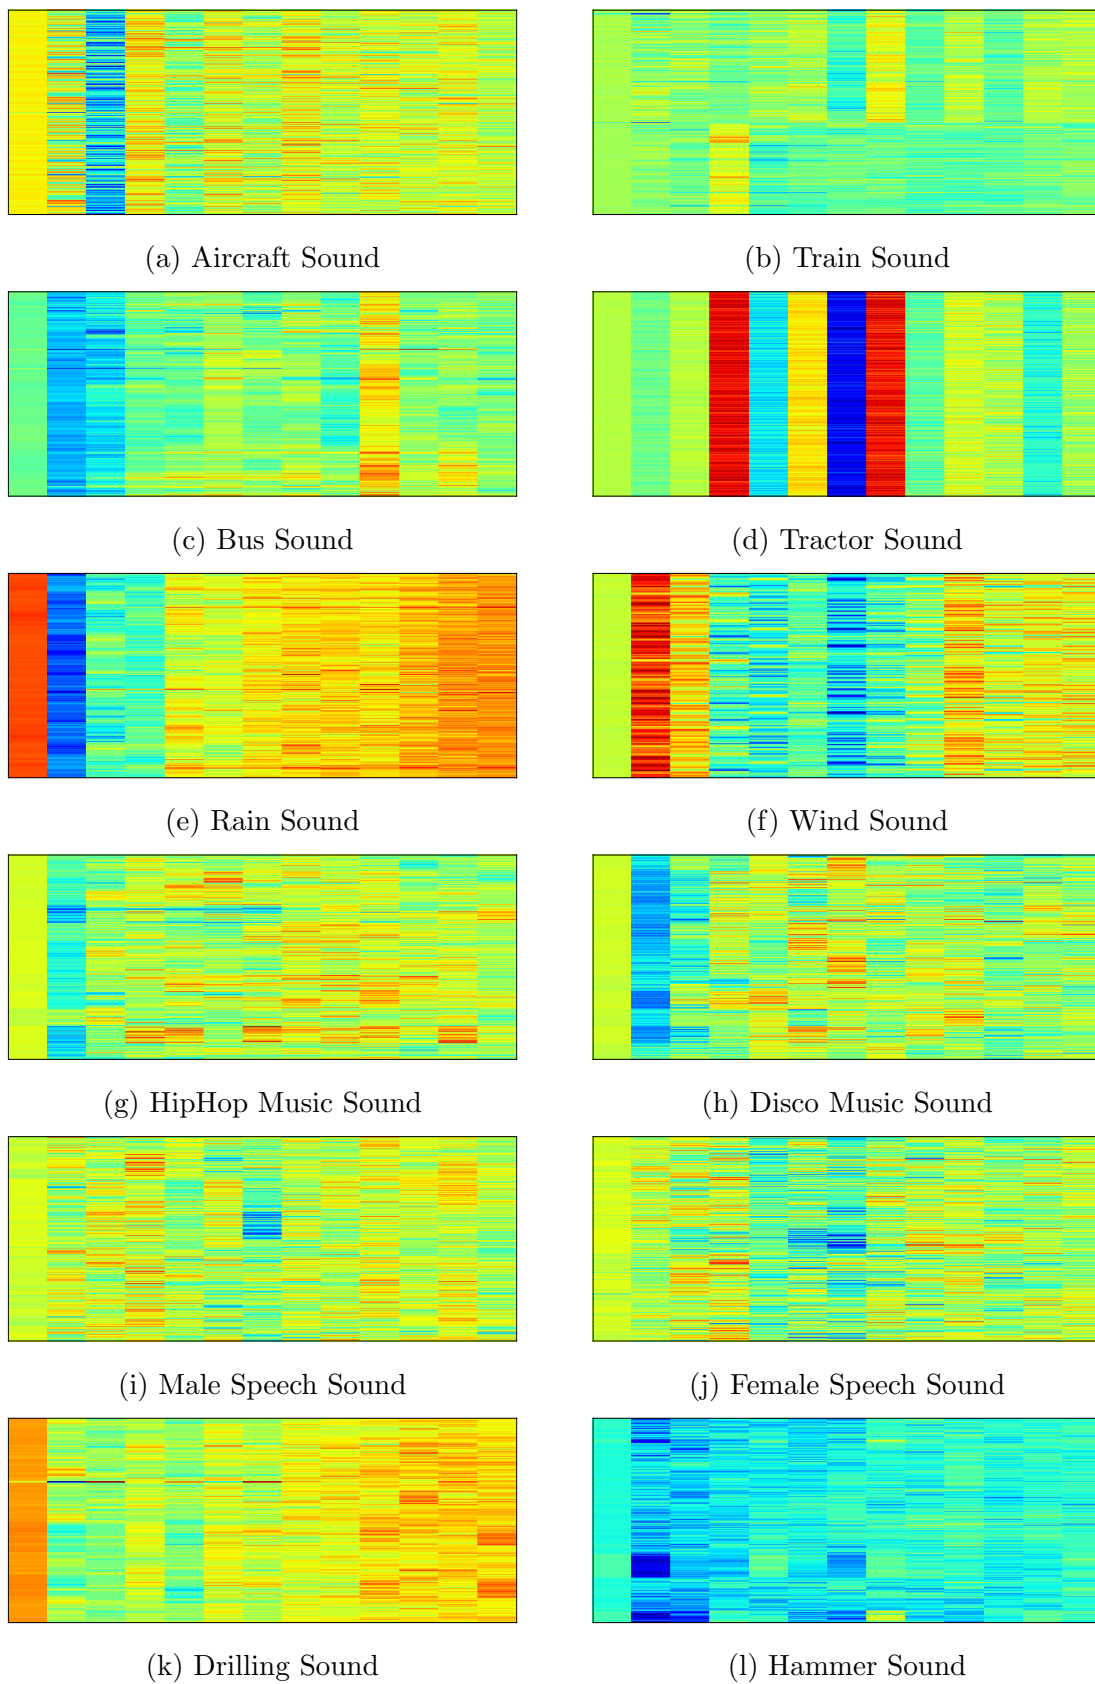 (a) Aircraft Sound
(b) Train Sound
(c) Bus Sound
(d) Tractor Sound
(e) Rain Sound
(f) Wind Sound
(g) HipHop Music Sound
(h) Disco Music Sound
(i) Male Speech Sound
(j) Female Speech Sound
(k) Drilling Sound
(l) Hammer Sound